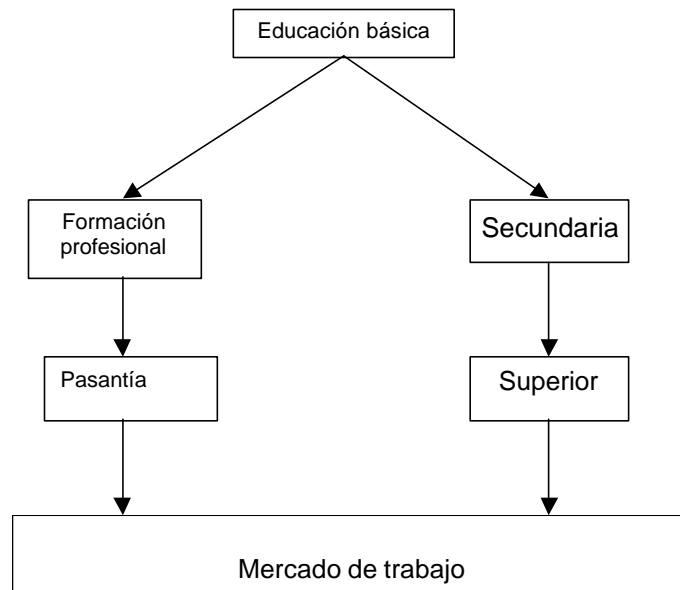 Educación básica
Formación
profesional
Secundaria
Pasantía
Superior
Mercado de trabajo